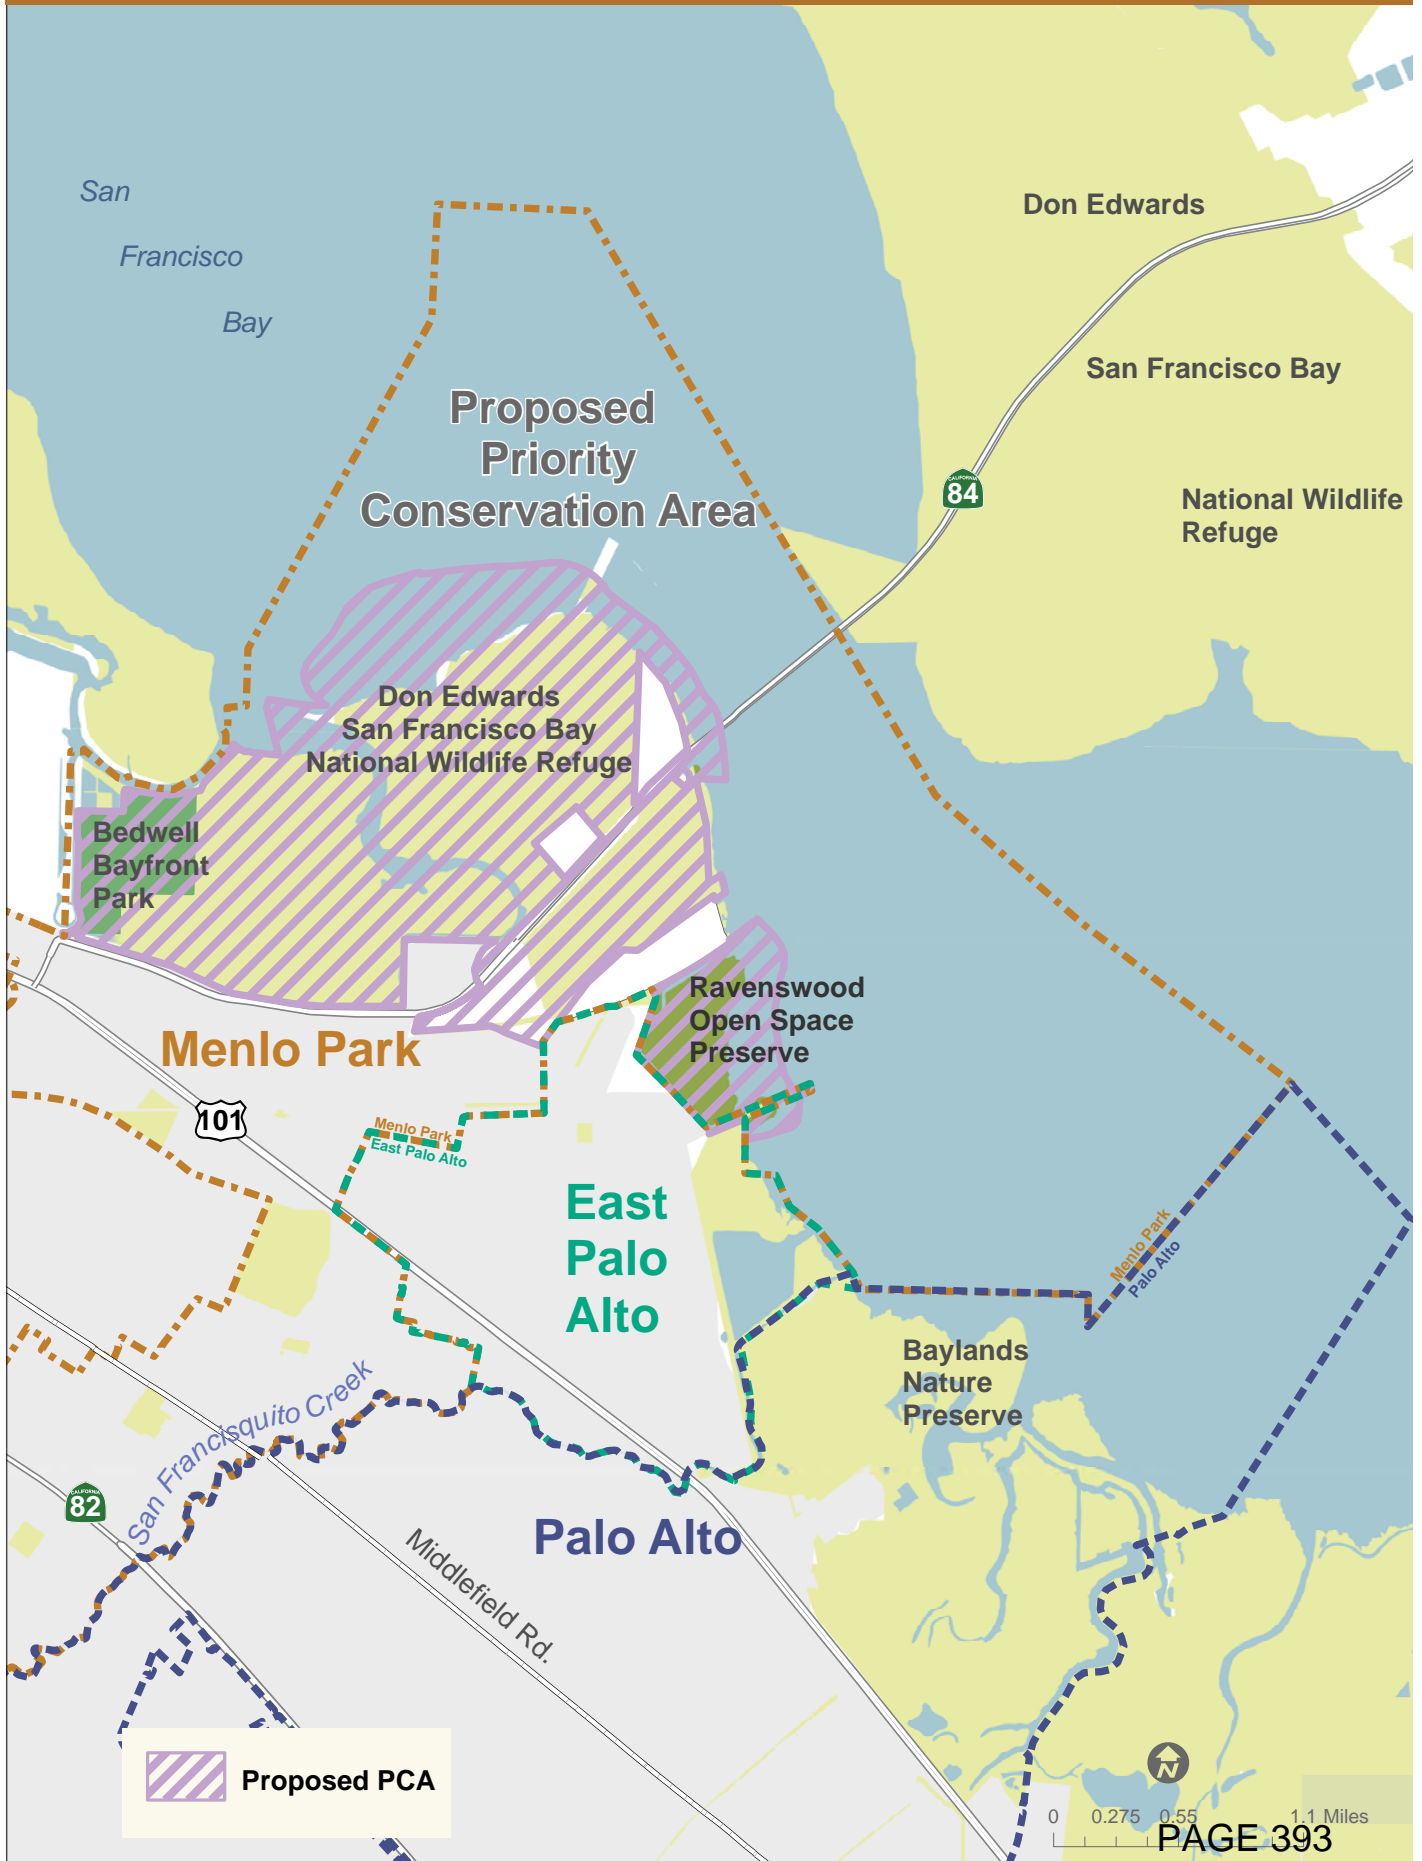 San
Francisco
Bay
Don Edwards
San Francisco Bay
National Wildlife
Refuge
CALIFORNIA
84
Proposed
Priority
Conservation Area
Don Edwards
San Francisco Bay
National Wildlife Refuge
Bedwell
Bayfront
Park
Ravenswood
Open Space
Preserve
Menlo Park
101
Menlo Park
East Palo Alto
East
Palo
Alto
Menlo Park
Palo Alto
Baylands
Nature
Preserve
San Francisquito Creek
CALIFORNIA
82
Palo Alto
Middlefield Rd.
Proposed PCA
N
0 0.275 0.55 1.1 Miles
PAGE 393